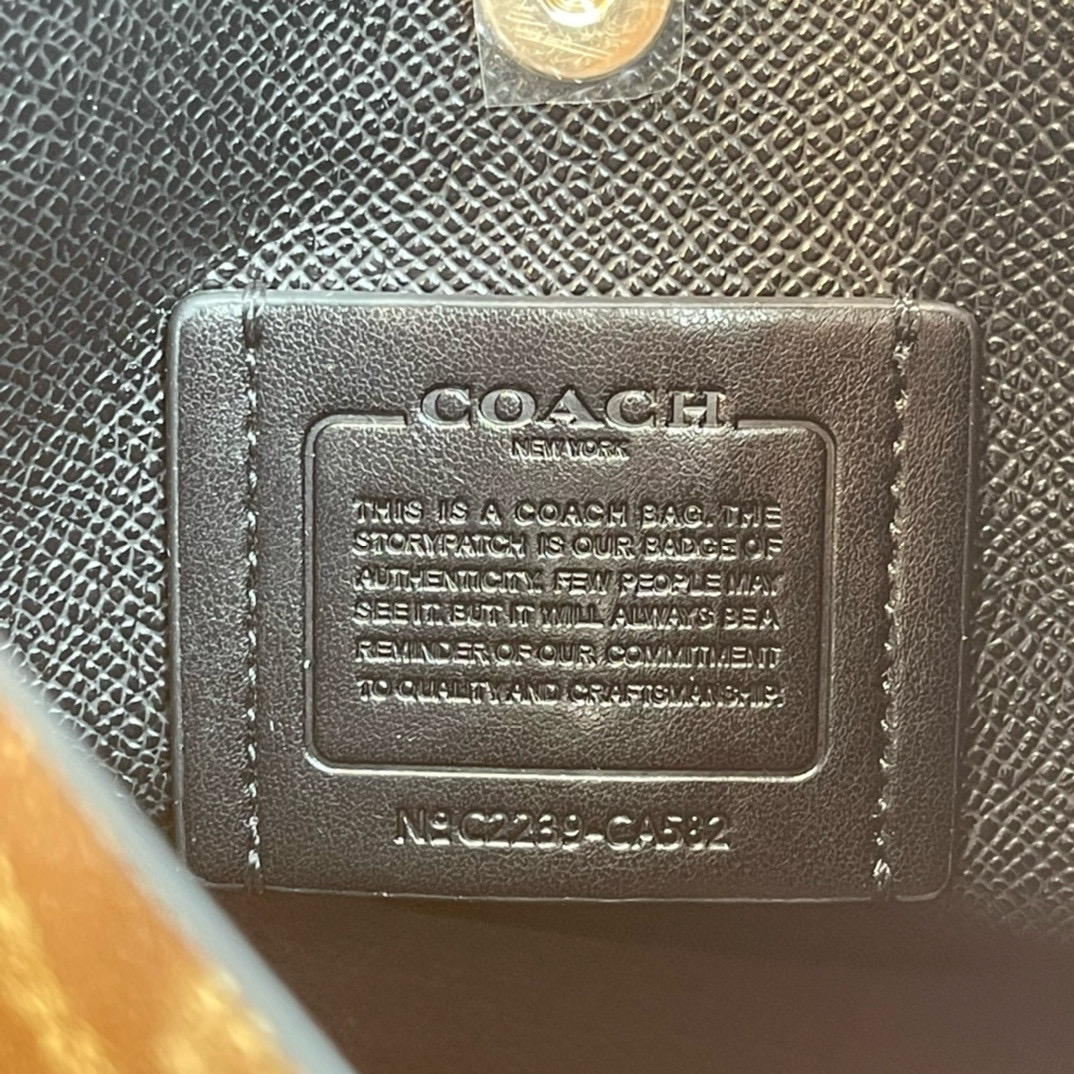 COACH
NEW YORK
THIS IS A COACH BAG. THE
STORYPATCH IS OUR BADGE OF
AUTHENTICITY. FEW PEOPLE MAY
SEE IT. BUT IT WILL ALWAYS BE A
REMINDER OF OUR COMMITMENT
TO QUALITY AND CRAFTSMANSHIP.
№ C2239-CA582